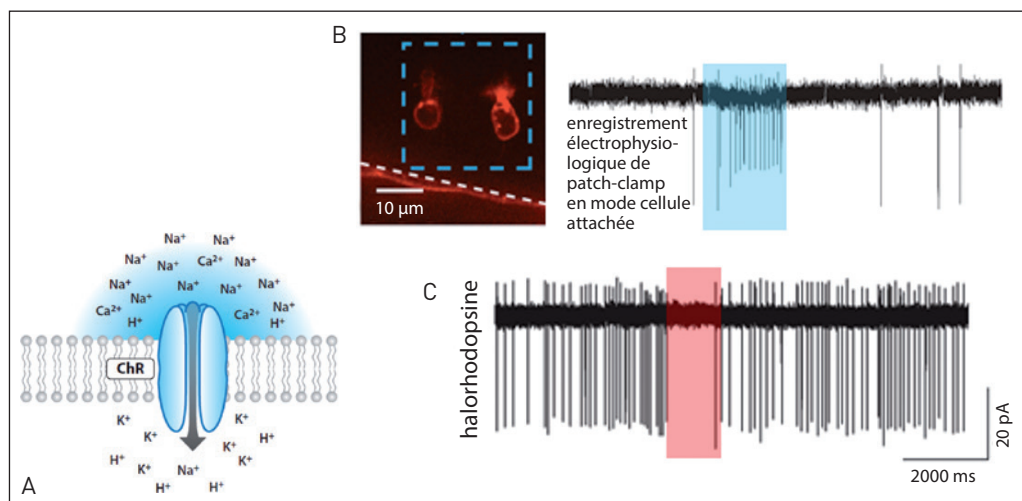 B
10 µm
enregistrement
électrophysio-
logique de
patch-clamp
en mode cellule
attachée
Na⁺ Na⁺
Na⁺ Ca²⁺
Na⁺ Na⁺
Na⁺ Na⁺ Na⁺ Na⁺
Ca²⁺ Na⁺ Ca²⁺ Na⁺
H⁺ H⁺
ChR
K⁺ K⁺
K⁺ K⁺ H⁺
H⁺ Na⁺ K⁺
H⁺ H⁺
A
C
halorhodopsine
20 pA
2000 ms